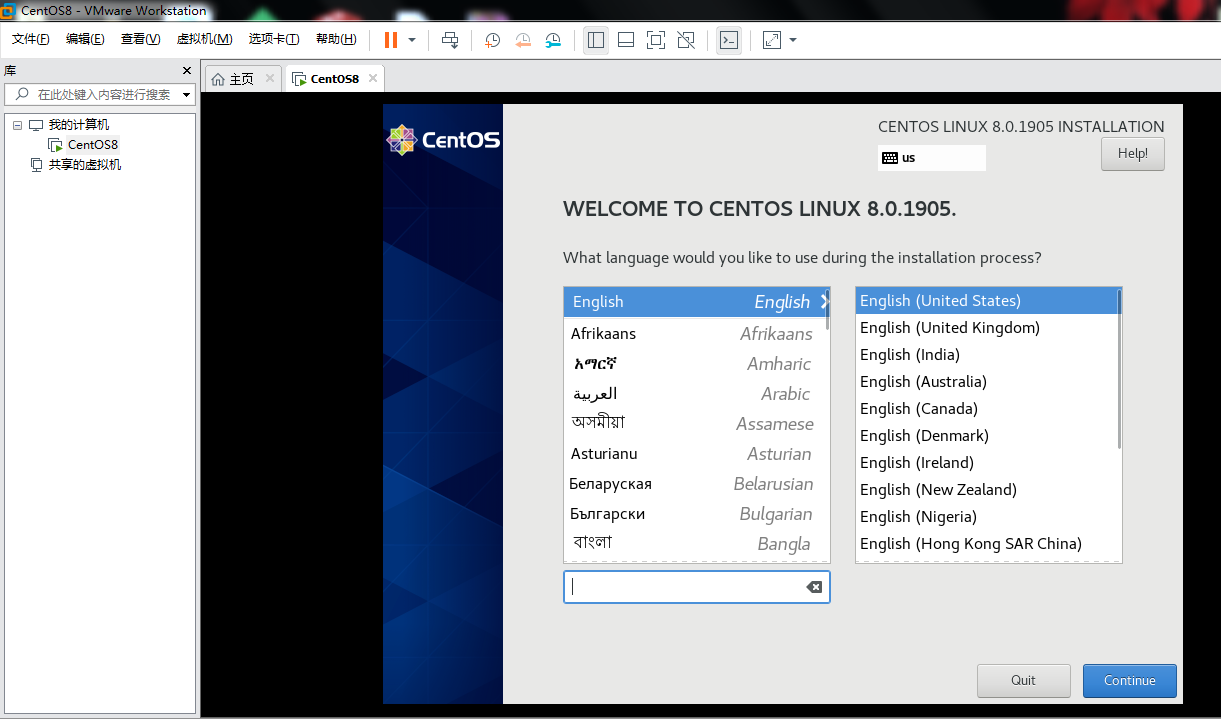 CentOS8 - VMware Workstation
文件(F) 编辑(E) 查看(V) 虚拟机(M) 选项卡(T) 帮助(H)
库
在此处键入内容进行搜索
我的计算机
CentOS8
共享的虚拟机
主页
CentOS8
CentOS
CENTOS LINUX 8.0.1905 INSTALLATION
us
Help!
WELCOME TO CENTOS LINUX 8.0.1905.
What language would you like to use during the installation process?
English English
Afrikaans Afrikaans
አማርኛ Amharic
العربية Arabic
অসমীয়া Assamese
Asturianu Asturian
Беларуская Belarusian
Български Bulgarian
বাংলা Bangla
English (United States)
English (United Kingdom)
English (India)
English (Australia)
English (Canada)
English (Denmark)
English (Ireland)
English (New Zealand)
English (Nigeria)
English (Hong Kong SAR China)
Quit
Continue